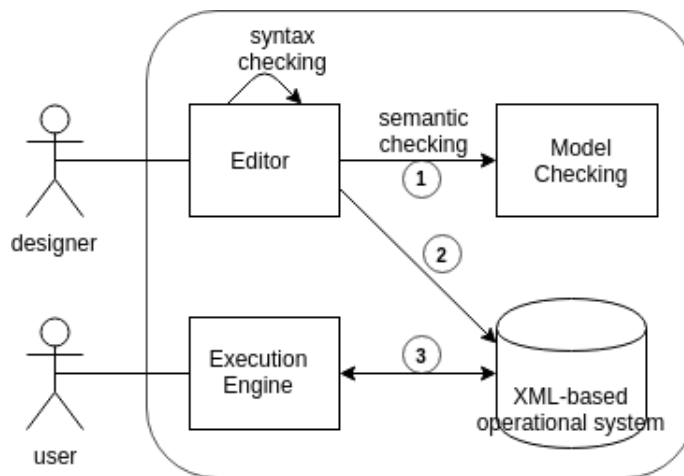 syntax
checking
semantic
checking
Editor
1
Model
Checking
designer
2
Execution
Engine
3
XML-based
operational system
user